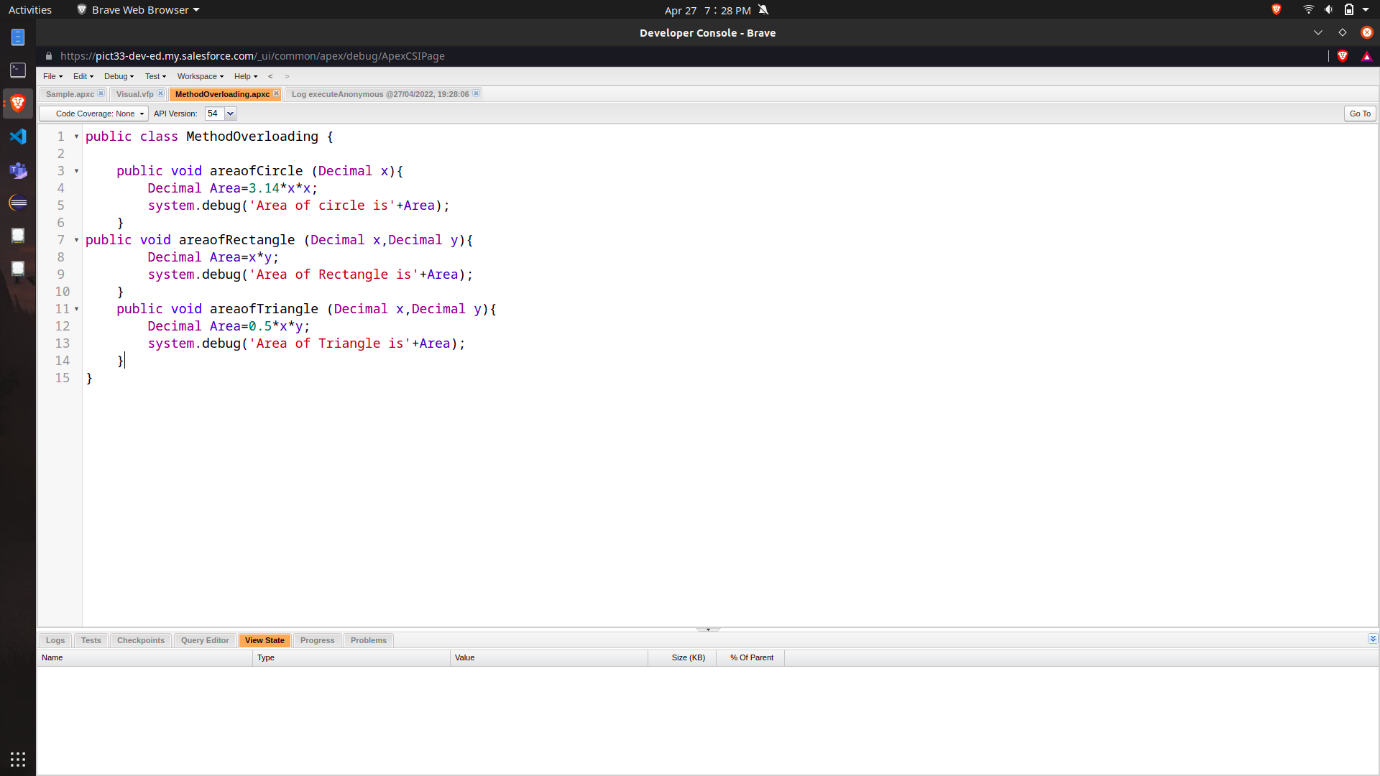 Activities Brave Web Browser Apr 27 7:28 PM
Developer Console - Brave
https://pict33-dev-ed.my.salesforce.com/_ui/common/apex/debug/ApexCSIPage
File Edit Debug Test Workspace Help < >
Sample.apxc Visual.vfp MethodOverloading.apxc Log executeAnonymous @27/04/2022, 19:28:06
Code Coverage: None API Version: 54 Go To
1 public class MethodOverloading {
2
3 public void areaofCircle (Decimal x){
4 Decimal Area=3.14*x*x;
5 system.debug('Area of circle is'+Area);
6 }
7 public void areaofRectangle (Decimal x,Decimal y){
8 Decimal Area=x*y;
9 system.debug('Area of Rectangle is'+Area);
10 }
11 public void areaofTriangle (Decimal x,Decimal y){
12 Decimal Area=0.5*x*y;
13 system.debug('Area of Triangle is'+Area);
14 }
15 }
Logs Tests Checkpoints Query Editor View State Progress Problems
Name Type Value Size (KB) % Of Parent